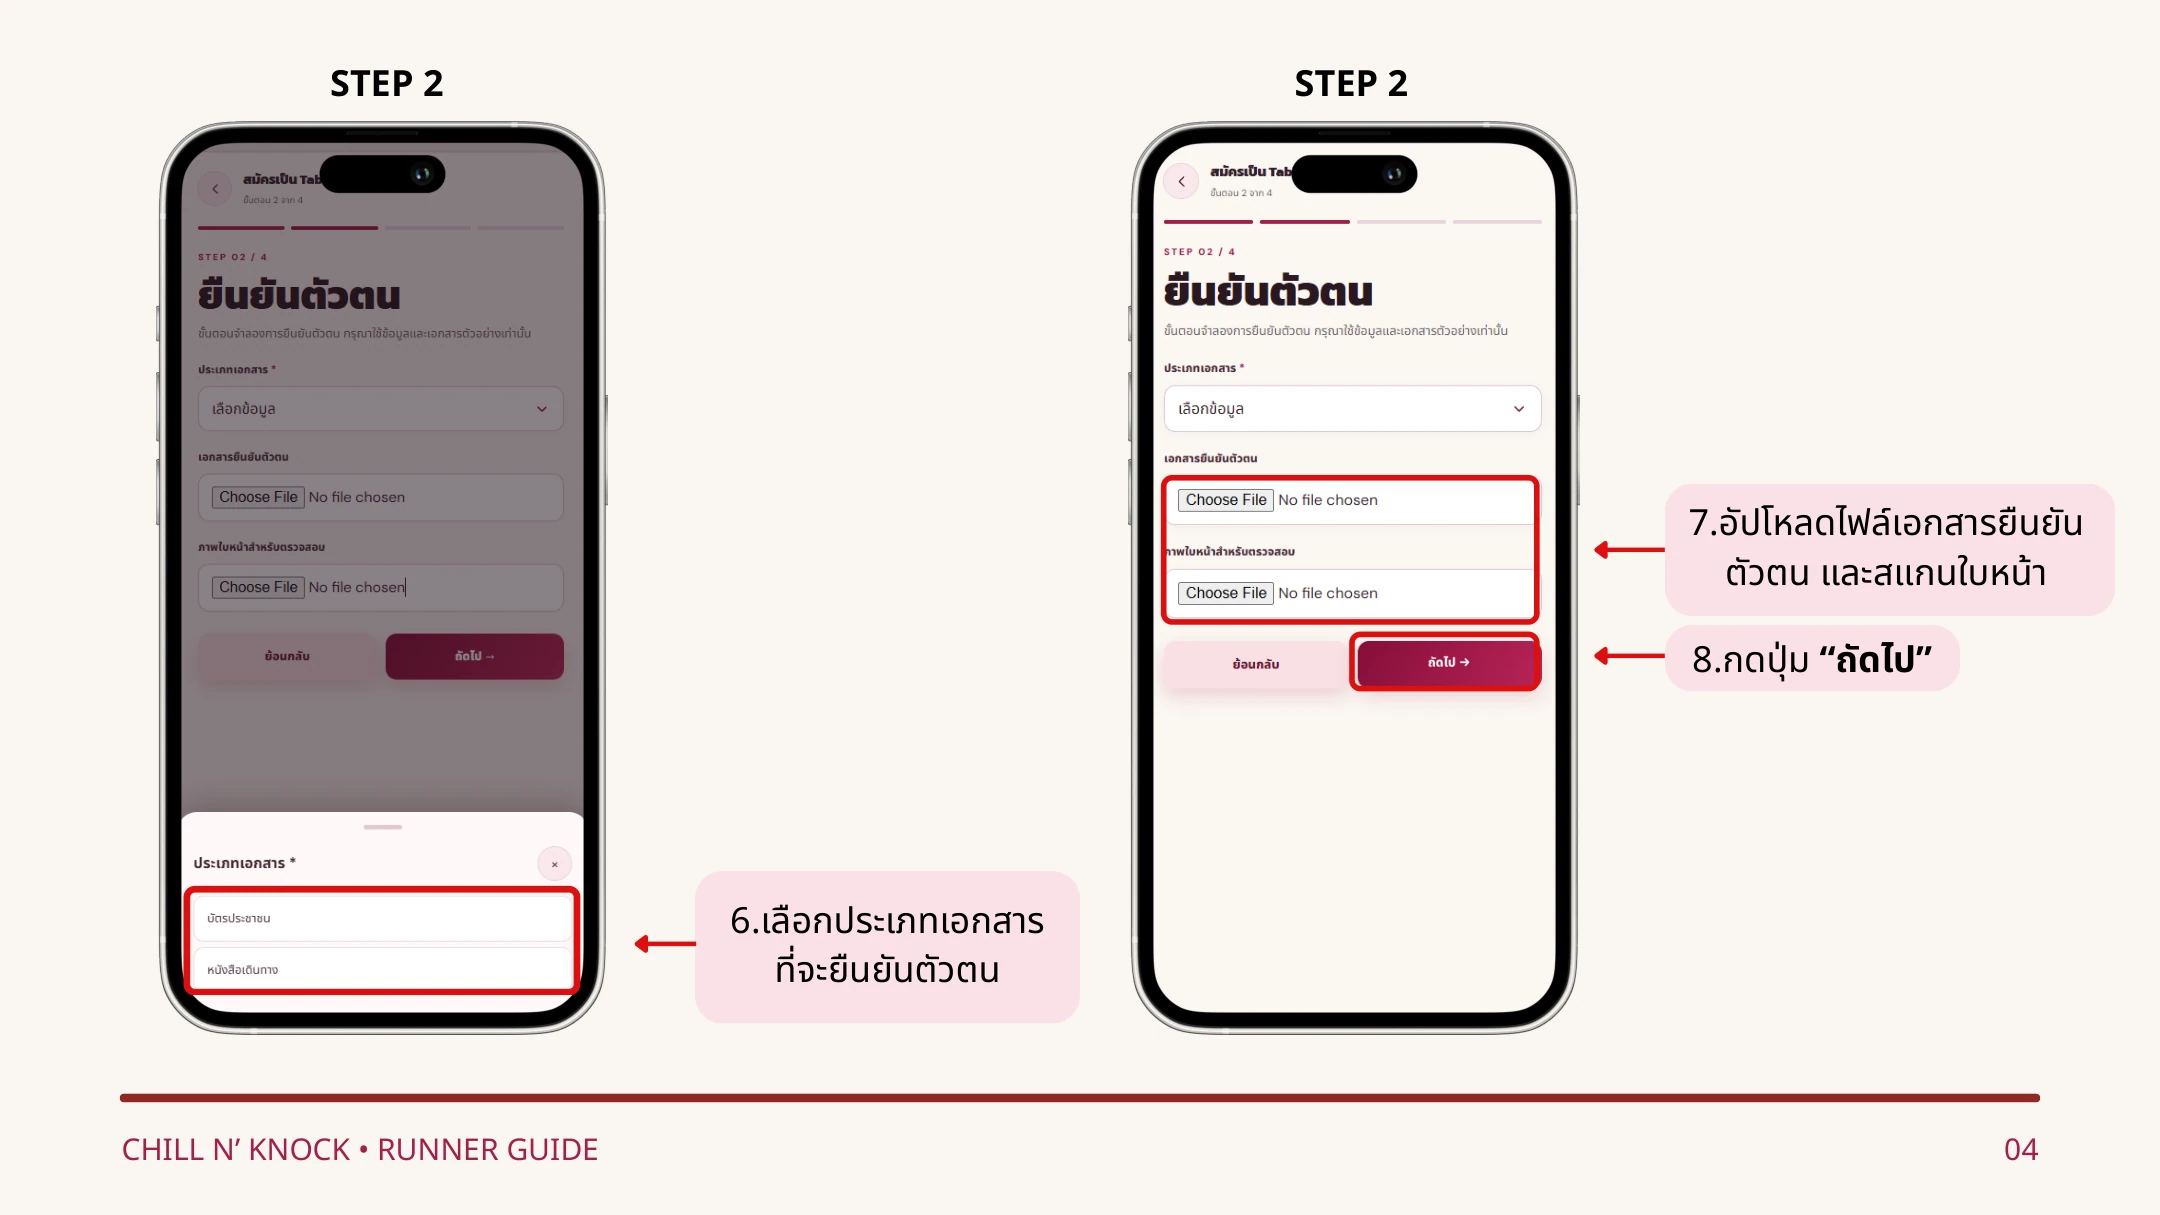 STEP 2
สมัครเป็น Tab
ขั้นตอน 2 จาก 4
STEP 02 / 4
ยืนยันตัวตน
ขั้นตอนจำลองการยืนยันตัวตน กรุณาใช้ข้อมูลและเอกสารตัวอย่างเท่านั้น
ประเภทเอกสาร *
เลือกข้อมูล
เอกสารยืนยันตัวตน
Choose File No file chosen
ภาพใบหน้าสำหรับตรวจสอบ
Choose File No file chosen
ย้อนกลับ
ถัดไป →
ประเภทเอกสาร *
×
บัตรประชาชน
หนังสือเดินทาง
6.เลือกประเภทเอกสาร
ที่จะยืนยันตัวตน
STEP 2
สมัครเป็น Tab
ขั้นตอน 2 จาก 4
STEP 02 / 4
ยืนยันตัวตน
ขั้นตอนจำลองการยืนยันตัวตน กรุณาใช้ข้อมูลและเอกสารตัวอย่างเท่านั้น
ประเภทเอกสาร *
เลือกข้อมูล
เอกสารยืนยันตัวตน
Choose File No file chosen
ภาพใบหน้าสำหรับตรวจสอบ
Choose File No file chosen
ย้อนกลับ
ถัดไป →
7.อัปโหลดไฟล์เอกสารยืนยัน
ตัวตน และสแกนใบหน้า
8.กดปุ่ม “ถัดไป”
CHILL N’ KNOCK • RUNNER GUIDE
04